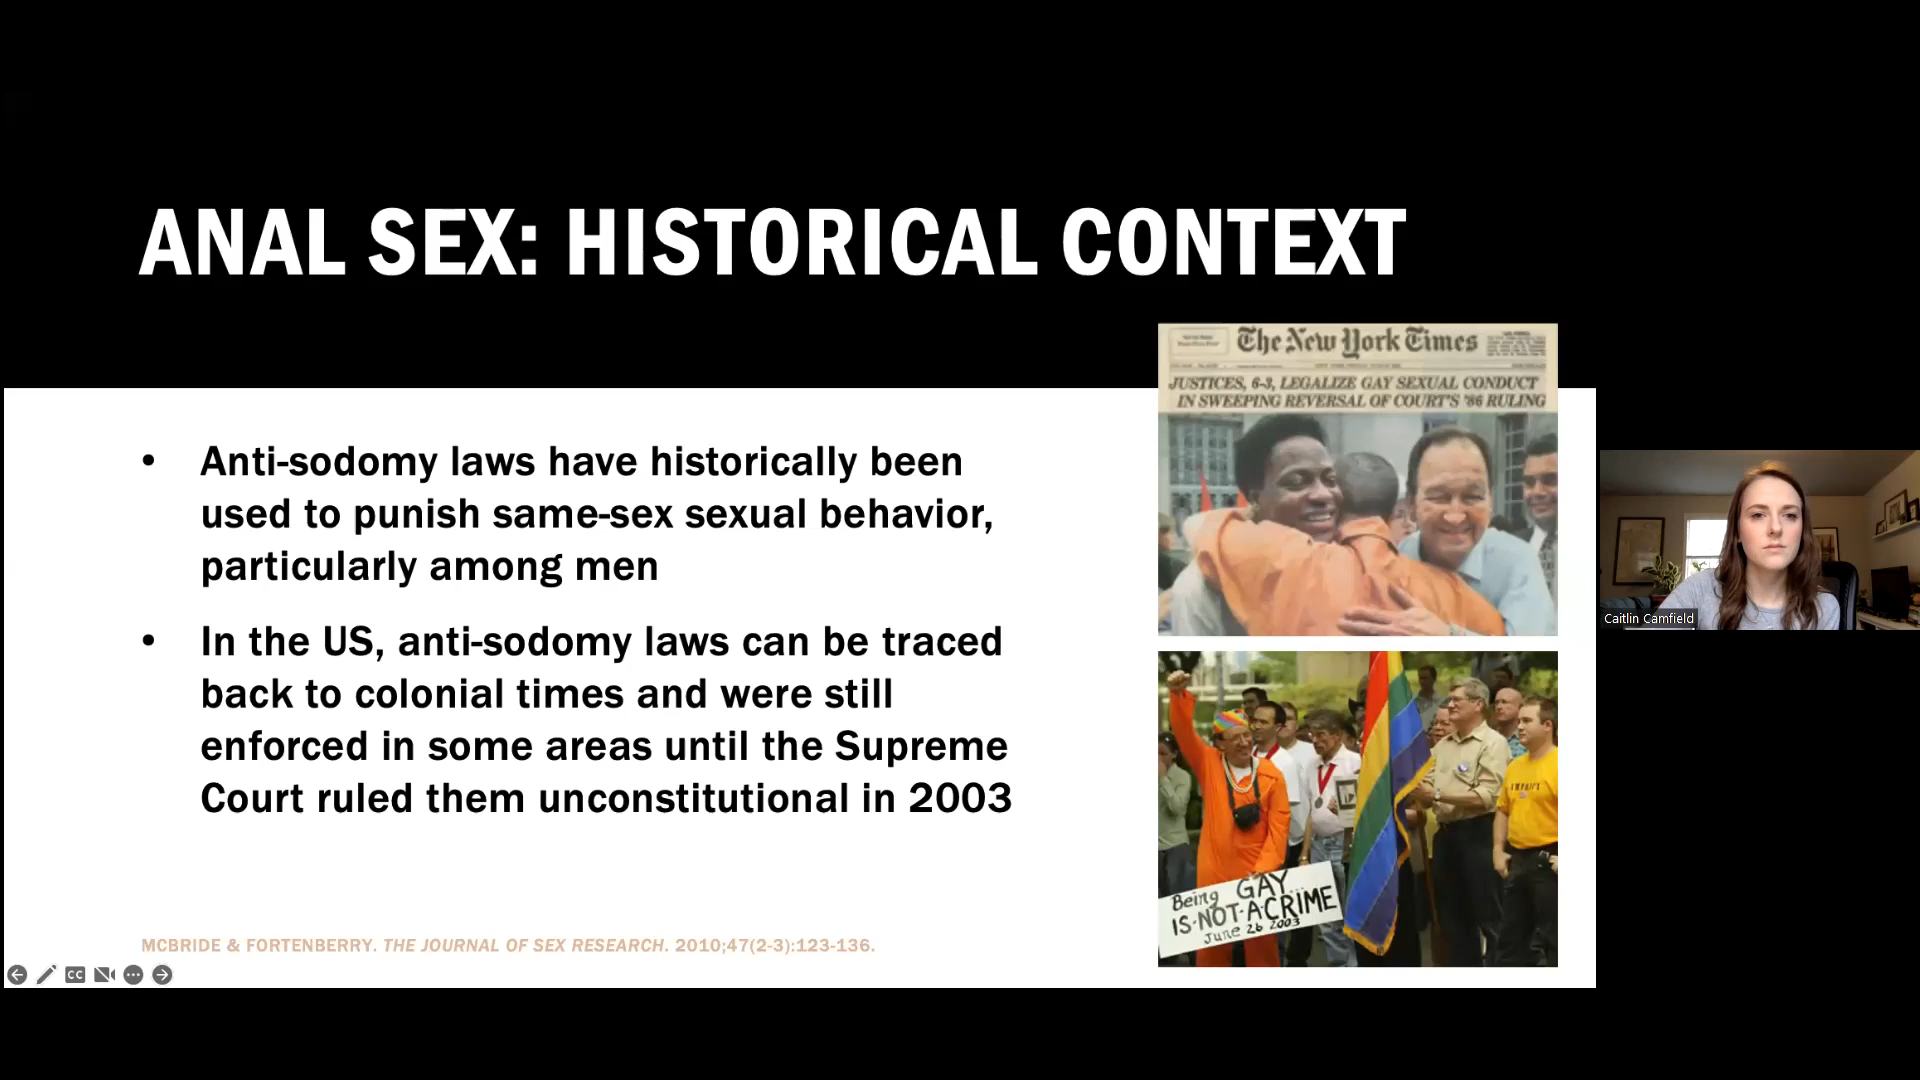 ANAL SEX: HISTORICAL CONTEXT
The New York Times
JUSTICES, 6-3, LEGALIZE GAY SEXUAL CONDUCT
IN SWEEPING REVERSAL OF COURT'S '86 RULING
• Anti-sodomy laws have historically been
used to punish same-sex sexual behavior,
particularly among men
• In the US, anti-sodomy laws can be traced
back to colonial times and were still
enforced in some areas until the Supreme
Court ruled them unconstitutional in 2003
Caitlin Camfield
Being GAY
IS·NOT·A CRIME
June 26 2003
MCBRIDE & FORTENBERRY. THE JOURNAL OF SEX RESEARCH. 2010;47(2-3):123-136.
CC